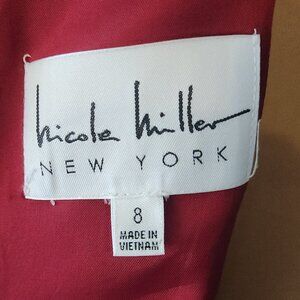 nicole miller
NEW YORK
8
MADE IN
VIETNAM